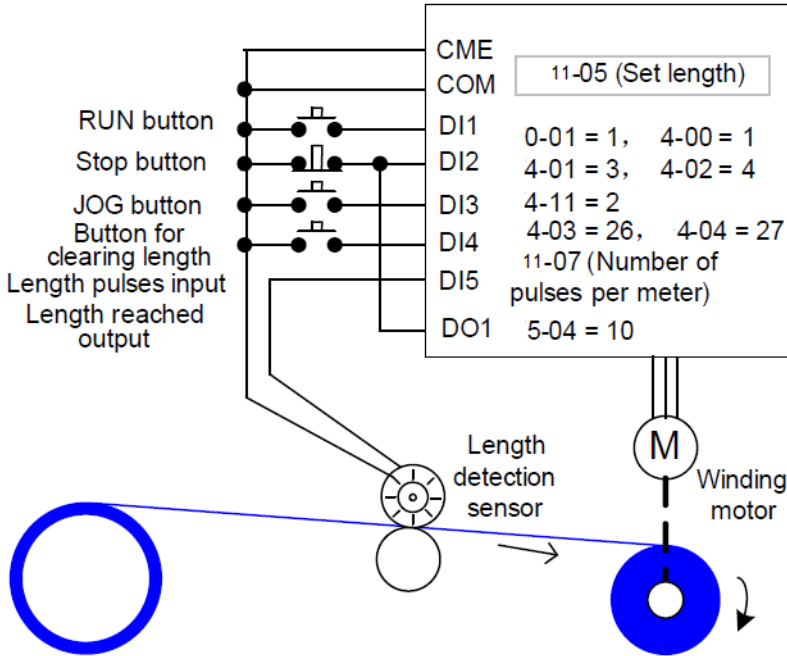 CME
COM
11-05 (Set length)
RUN button
DI1
0-01 = 1, 4-00 = 1
Stop button
DI2
4-01 = 3, 4-02 = 4
JOG button
DI3
4-11 = 2
Button for
clearing length
DI4
4-03 = 26, 4-04 = 27
Length pulses input
DI5
11-07 (Number of
pulses per meter)
Length reached
output
DO1
5-04 = 10
Length
detection
sensor
M
Winding
motor